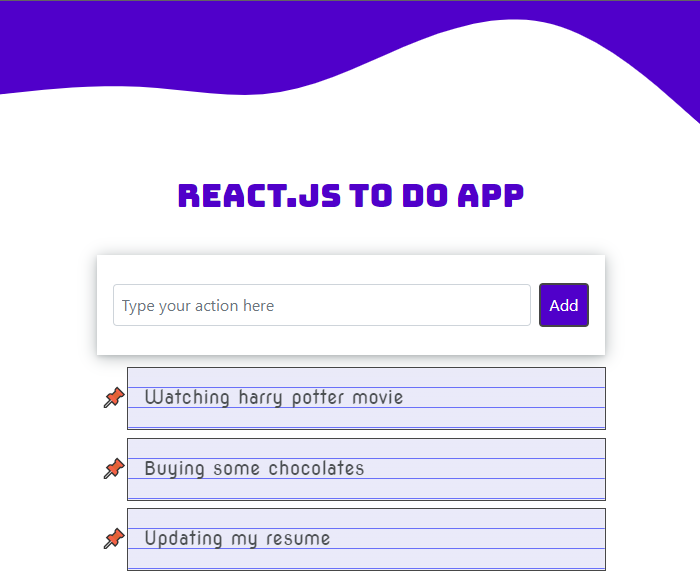 REACT.JS TO DO APP
Type your action here
Add
Watching harry potter movie
Buying some chocolates
Updating my resume